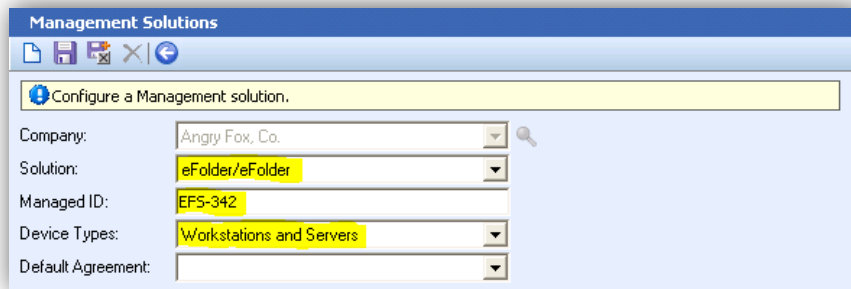 Management Solutions
Configure a Management solution.
Company: Angry Fox, Co.
Solution: eFolder/eFolder
Managed ID: EFS-342
Device Types: Workstations and Servers
Default Agreement: